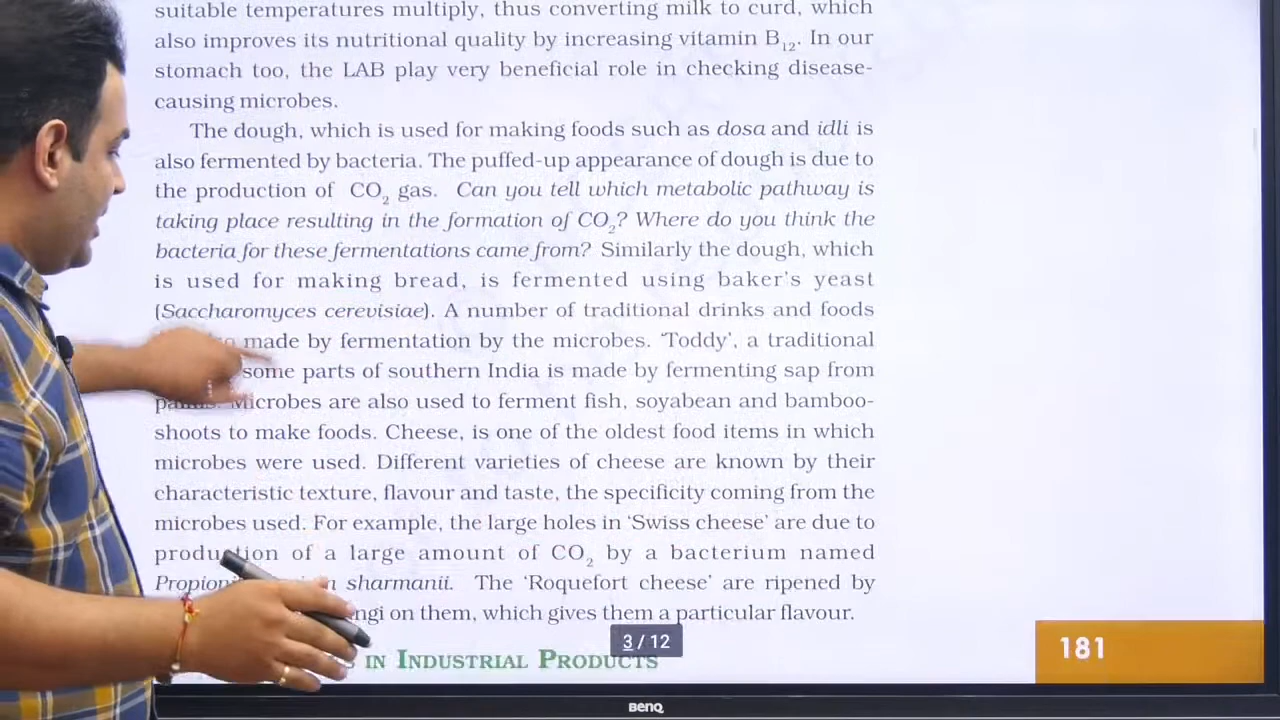 suitable temperatures multiply, thus converting milk to curd, which
also improves its nutritional quality by increasing vitamin B12. In our
stomach too, the LAB play very beneficial role in checking disease-
causing microbes.
The dough, which is used for making foods such as dosa and idli is
also fermented by bacteria. The puffed-up appearance of dough is due to
the production of CO2 gas. Can you tell which metabolic pathway is
taking place resulting in the formation of CO2? Where do you think the
bacteria for these fermentations came from? Similarly the dough, which
is used for making bread, is fermented using baker's yeast
(Saccharomyces cerevisiae). A number of traditional drinks and foods
made by fermentation by the microbes. 'Toddy', a traditional
some parts of southern India is made by fermenting sap from
Microbes are also used to ferment fish, soyabean and bamboo-
shoots to make foods. Cheese, is one of the oldest food items in which
microbes were used. Different varieties of cheese are known by their
characteristic texture, flavour and taste, the specificity coming from the
microbes used. For example, the large holes in 'Swiss cheese' are due to
production of a large amount of CO2 by a bacterium named
sharmanii. The 'Roquefort cheese' are ripened by
on them, which gives them a particular flavour.
3 / 12
IN INDUSTRIAL PRODUCTS
181
BenQ